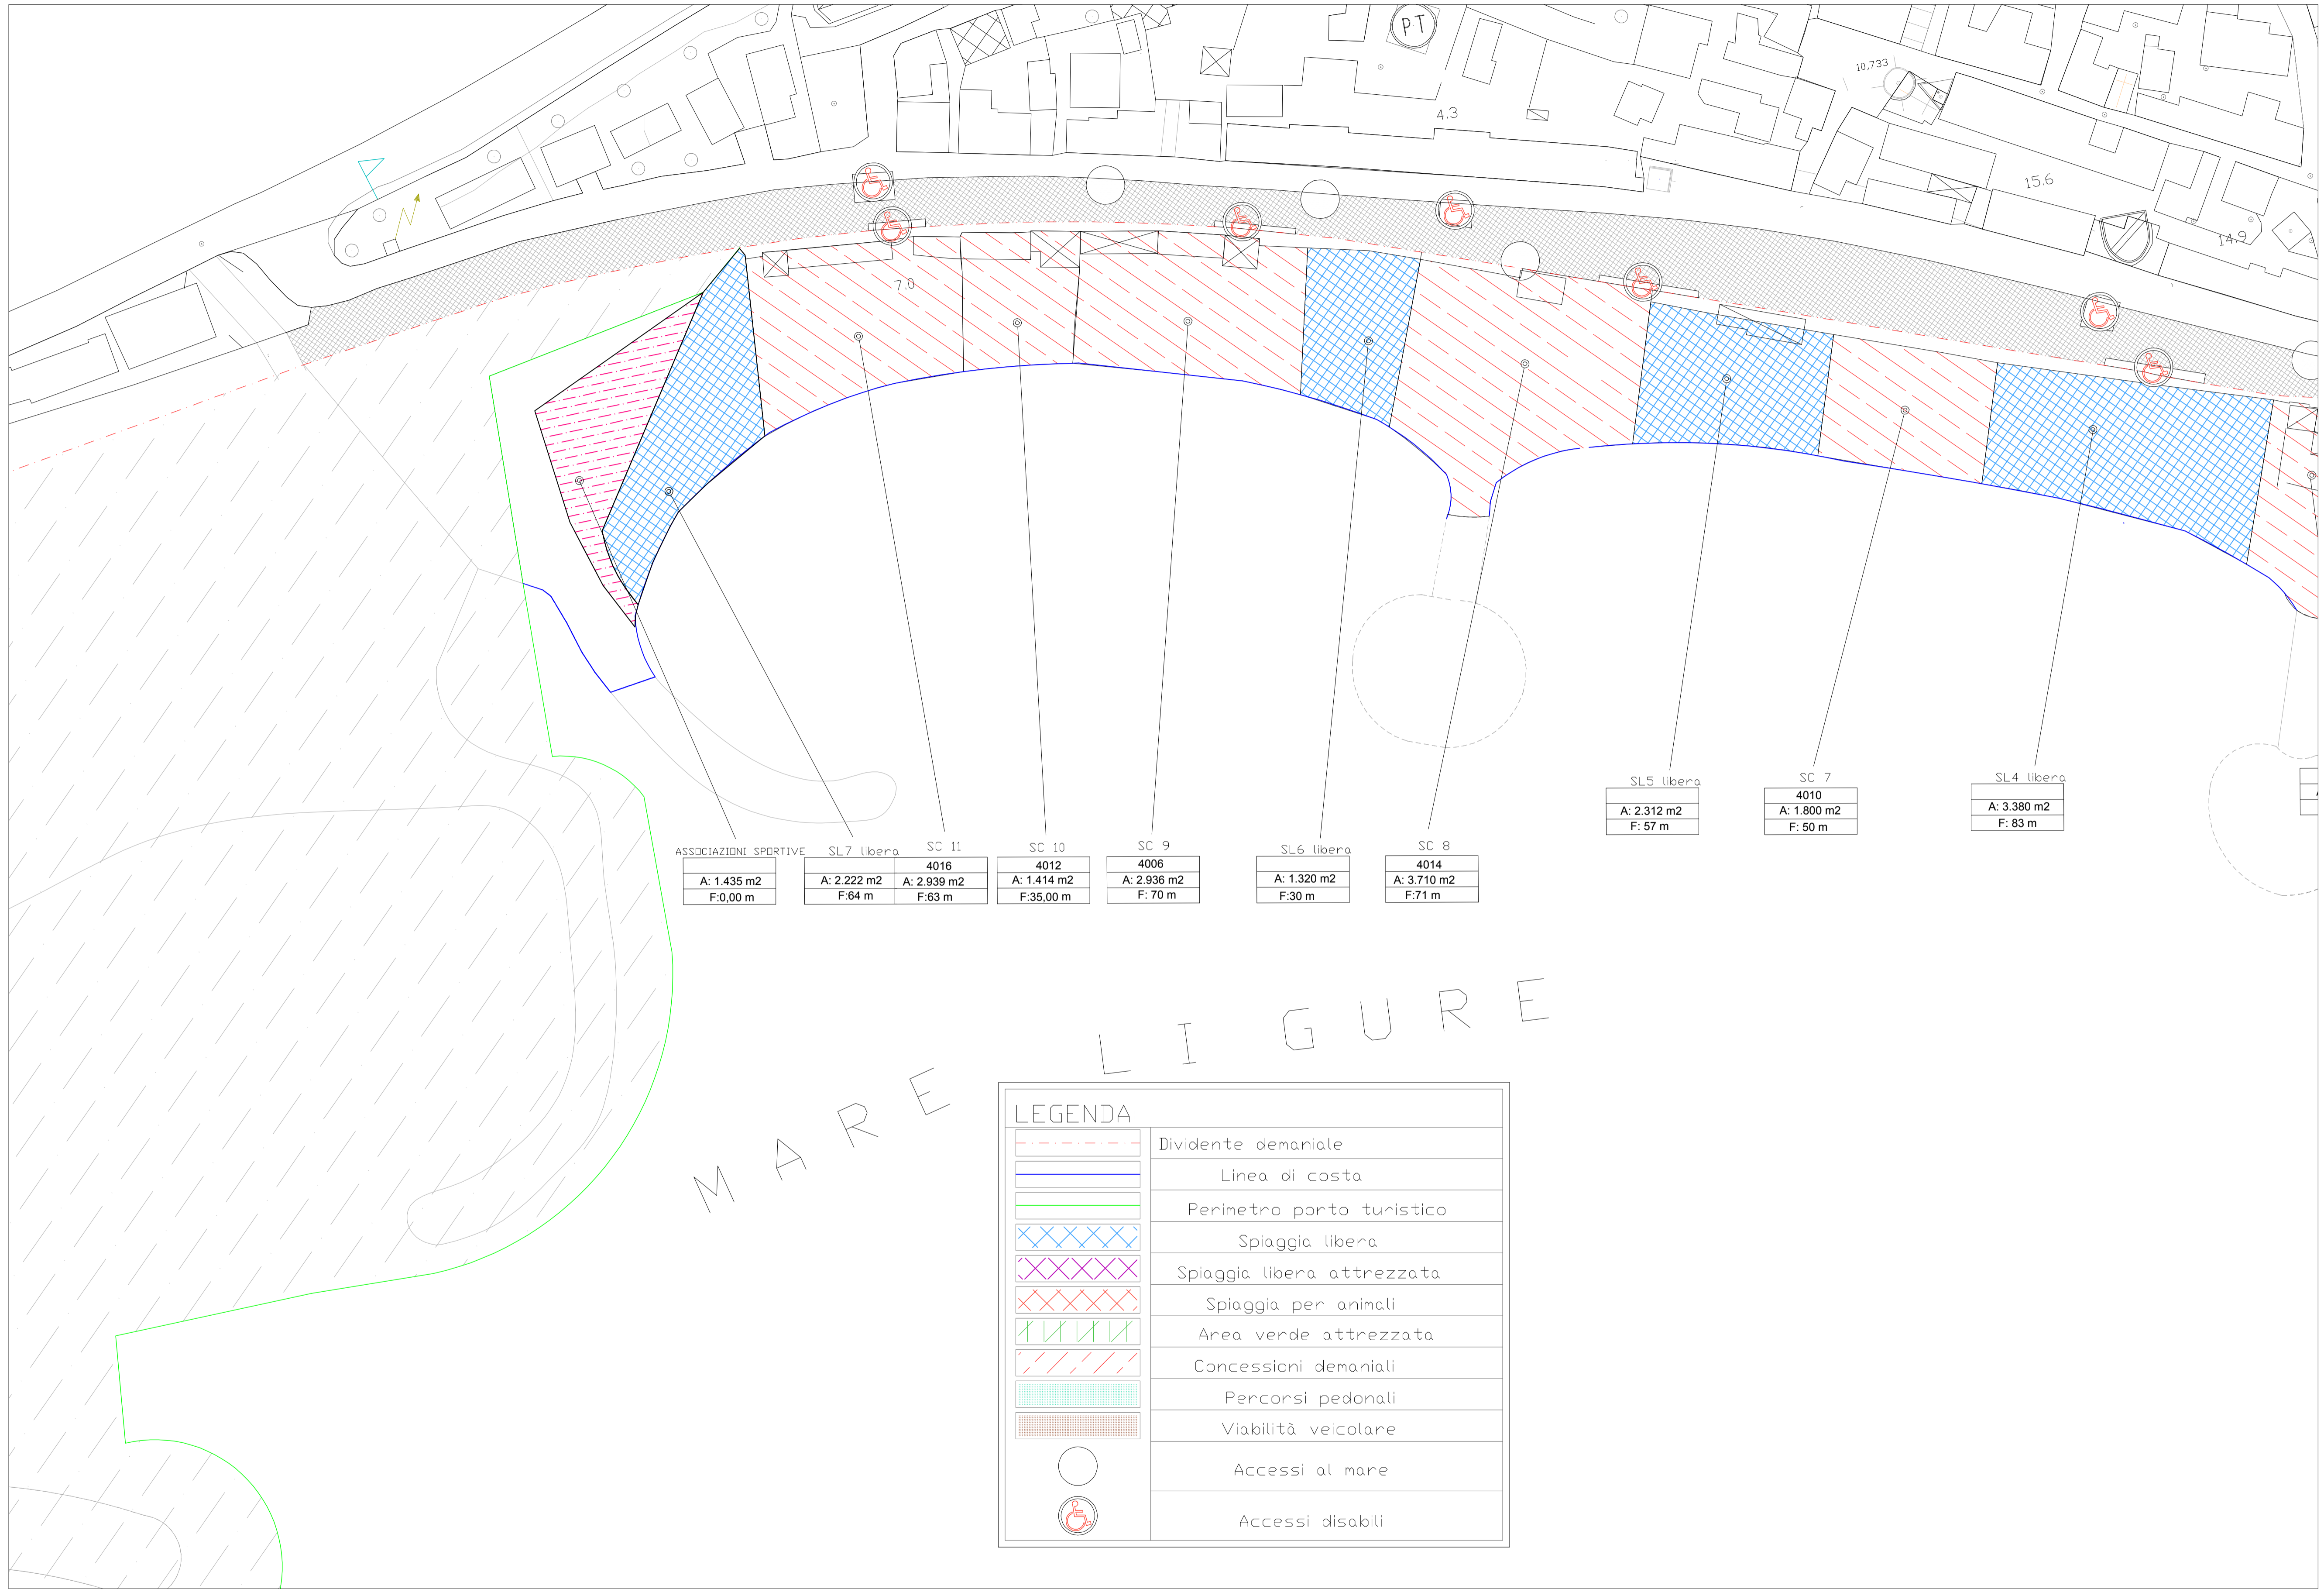 PT
10,733
4.3
15.6
14.9
7.0
SL5 libera
A: 2.312 m2
F: 57 m
SC 7
4010
A: 1.800 m2
F: 50 m
SL4 libera
A: 3.380 m2
F: 83 m
ASSOCIAZIONI SPORTIVE
A: 1.435 m2
F:0,00 m
SL7 libera
A: 2.222 m2
F:64 m
SC 11
4016
A: 2.939 m2
F:63 m
SC 10
4012
A: 1.414 m2
F:35,00 m
SC 9
4006
A: 2.936 m2
F: 70 m
SL6 libera
A: 1.320 m2
F:30 m
SC 8
4014
A: 3.710 m2
F:71 m
MARE LIGURE
LEGENDA:
Dividente demaniale
Linea di costa
Perimetro porto turistico
Spiaggia libera
Spiaggia libera attrezzata
Spiaggia per animali
Area verde attrezzata
Concessioni demaniali
Percorsi pedonali
Viabilità veicolare
Accessi al mare
Accessi disabili